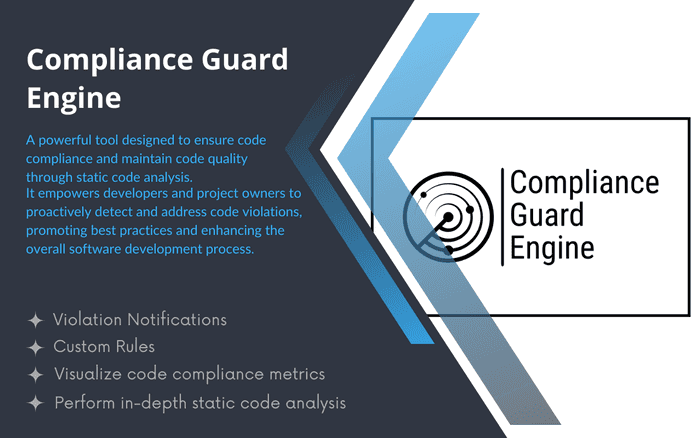 Compliance Guard
Engine
A powerful tool designed to ensure code
compliance and maintain code quality
through static code analysis.
It empowers developers and project owners to
proactively detect and address code violations,
promoting best practices and enhancing the
overall software development process.
Violation Notifications
Custom Rules
Visualize code compliance metrics
Perform in-depth static code analysis
Compliance
Guard
Engine